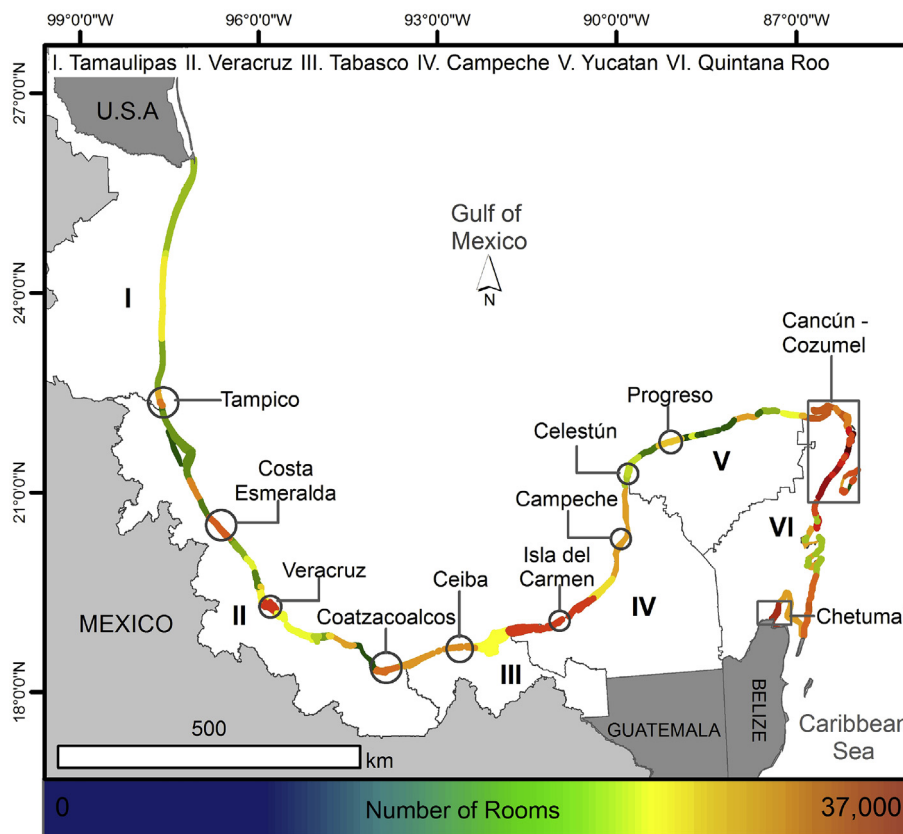 99°0'0"W 96°0'0"W 93°0'0"W 90°0'0"W 87°0'0"W
I. Tamaulipas II. Veracruz III. Tabasco IV. Campeche V. Yucatan VI. Quintana Roo
27°0'0"N
U.S.A
Gulf of
Mexico
N
24°0'0"N
I
Cancún -
Cozumel
Tampico
Progreso
Celestún
V
Costa
Esmeralda
21°0'0"N
Campeche
VI
Isla del
Carmen
Veracruz
Ceiba
IV
II
Coatzacoalcos
MEXICO
Chetuma
III
18°0'0"N
500
km
GUATEMALA
BELIZE
Caribbean
Sea
0
Number of Rooms
37,000